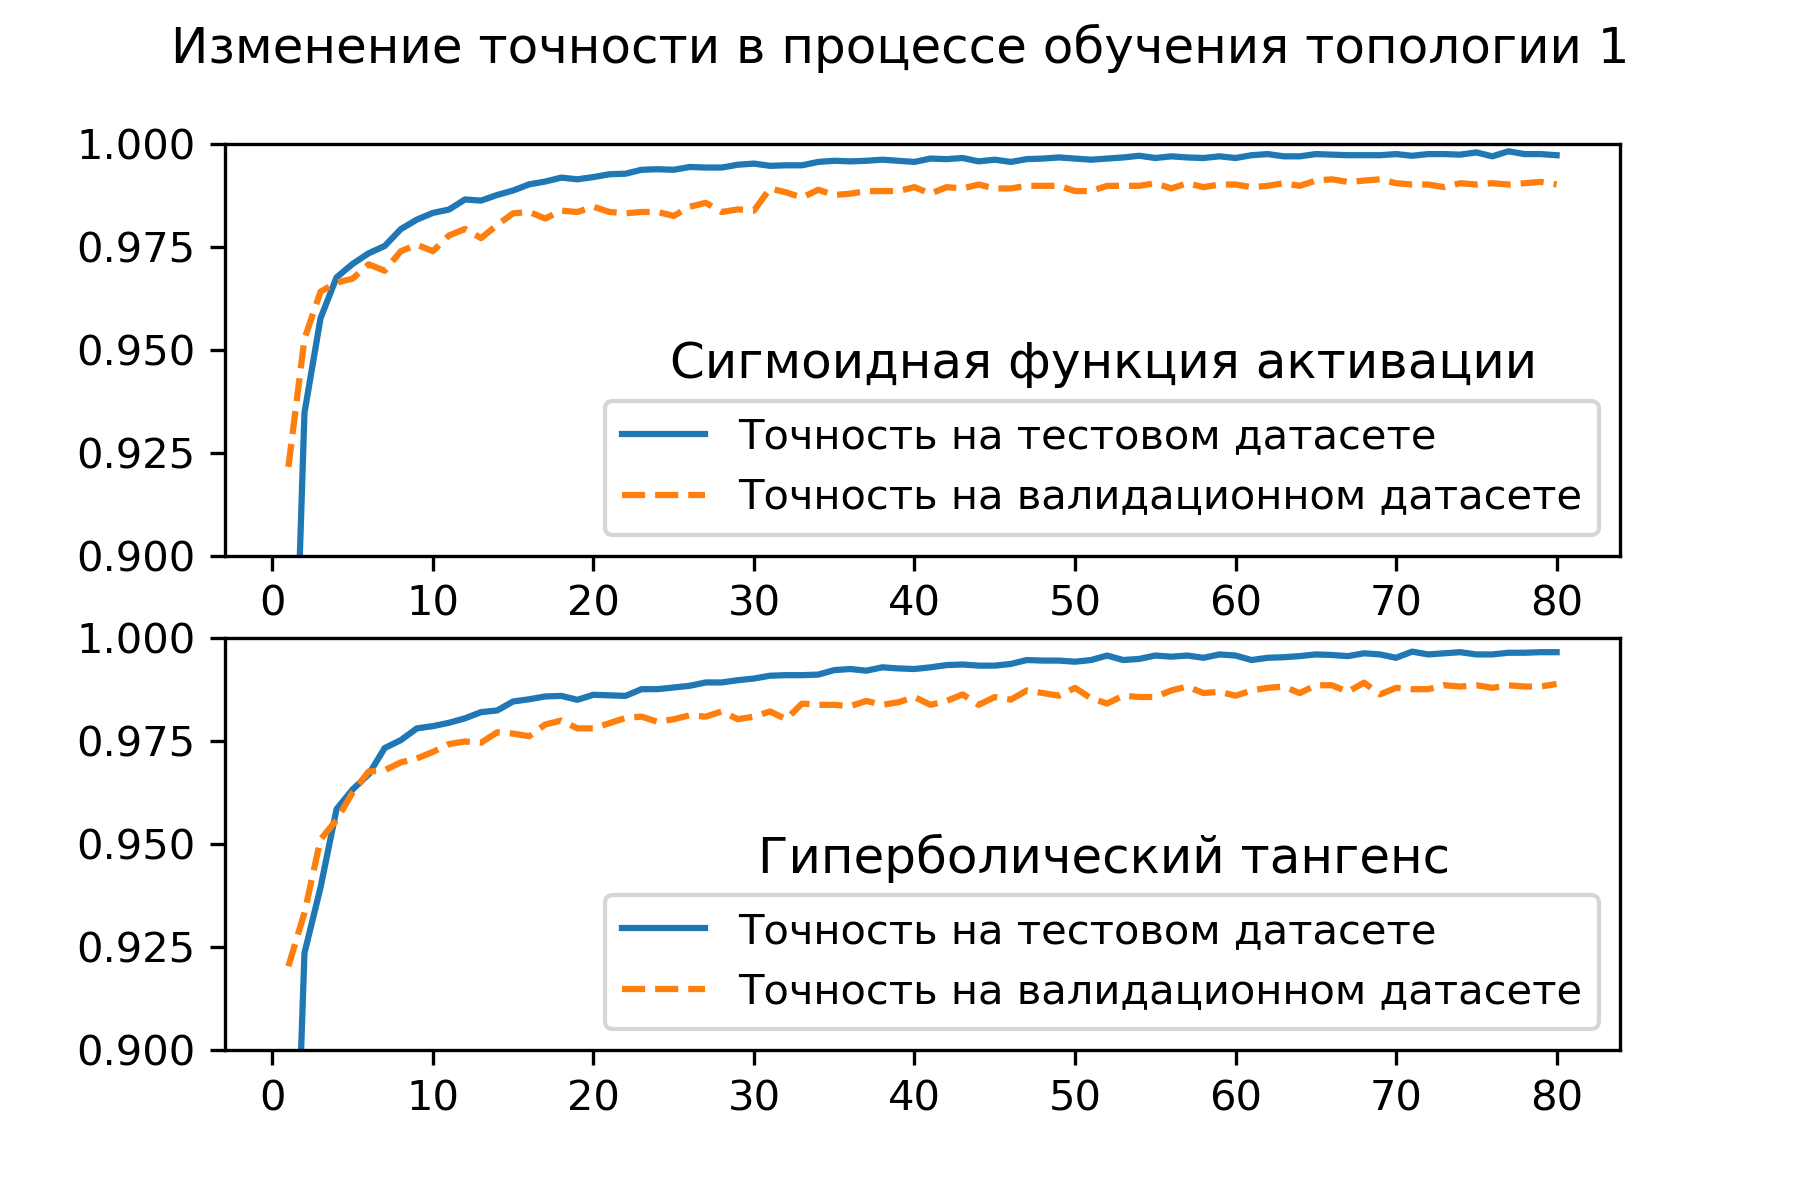 Изменение точности в процессе обучения топологии 1
1.000
0.975
0.950
0.925
0.900
Сигмоидная функция активации
Точность на тестовом датасете
Точность на валидационном датасете
0 10 20 30 40 50 60 70 80
1.000
0.975
0.950
0.925
0.900
Гиперболический тангенс
Точность на тестовом датасете
Точность на валидационном датасете
0 10 20 30 40 50 60 70 80